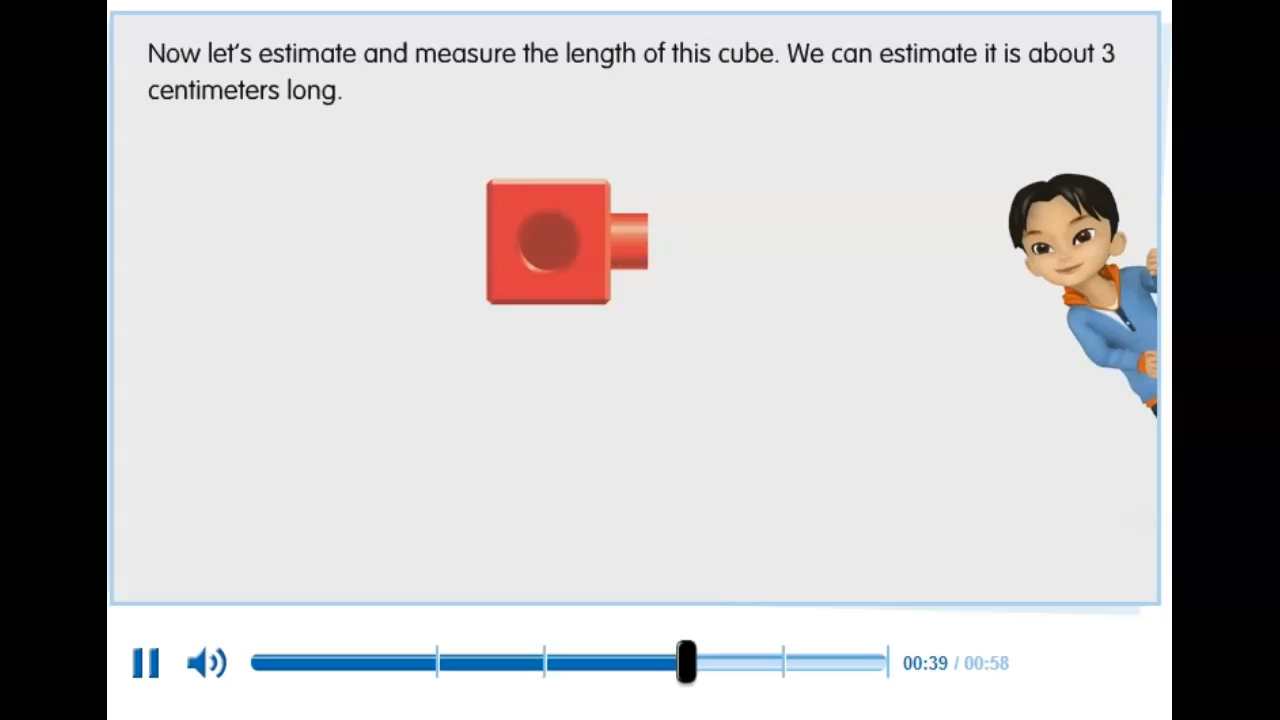 Now let's estimate and measure the length of this cube. We can estimate it is about 3
centimeters long.
00:39 / 00:58